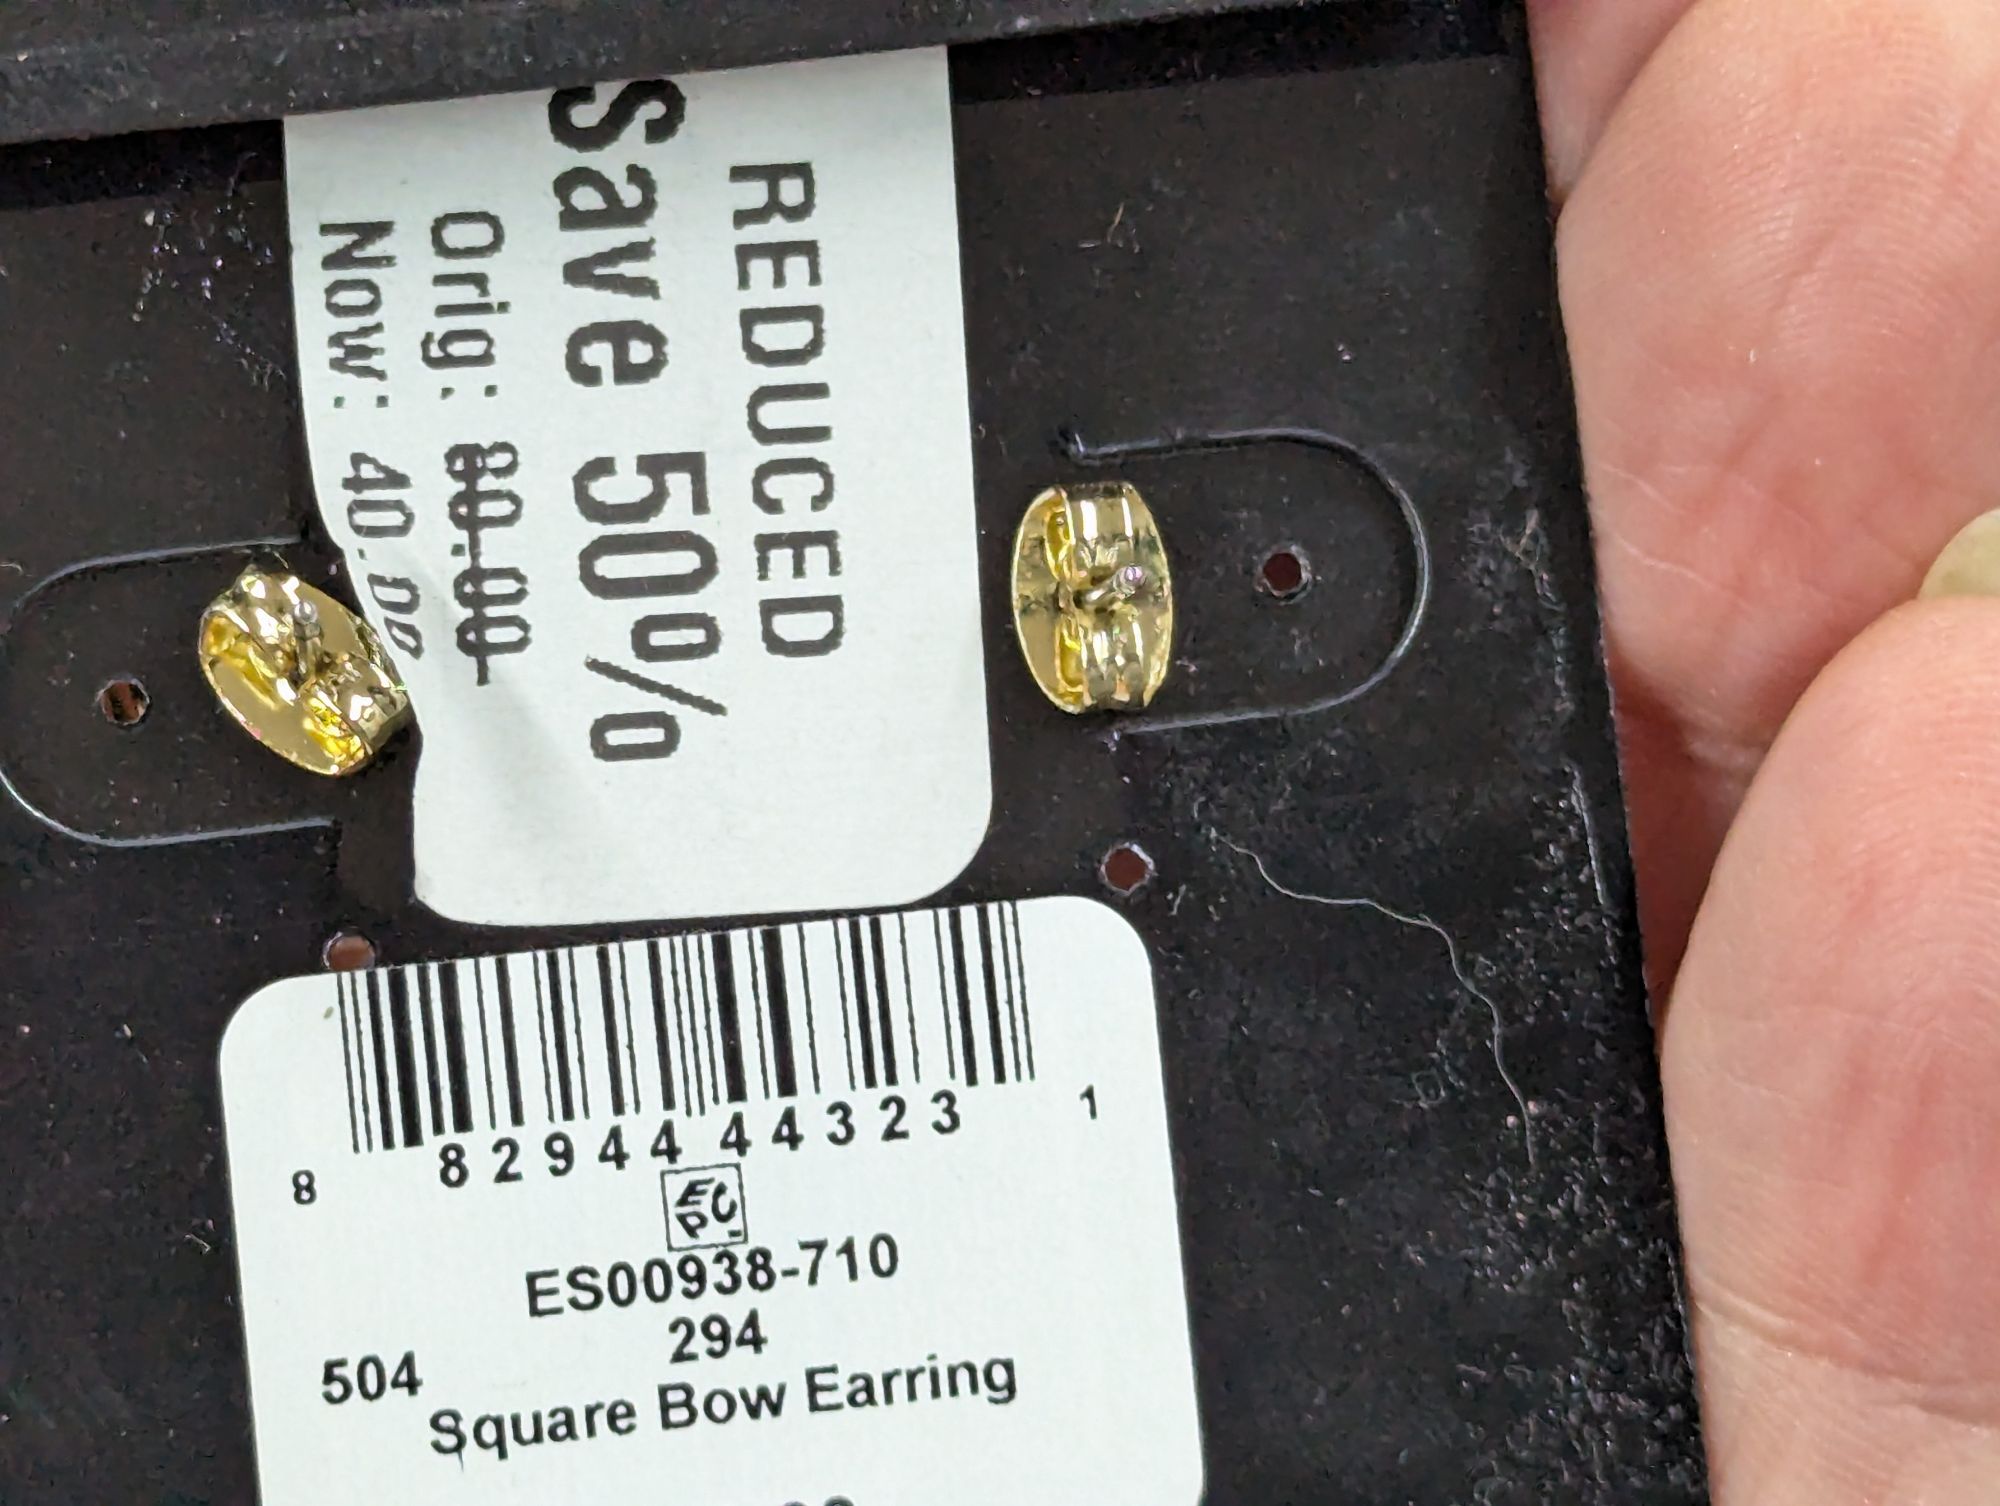 REDUCED
Save 50%
Orig: 80.00
Now: 40.00
8 82944 44323 1
EPC
ES00938-710
294
504
Square Bow Earring